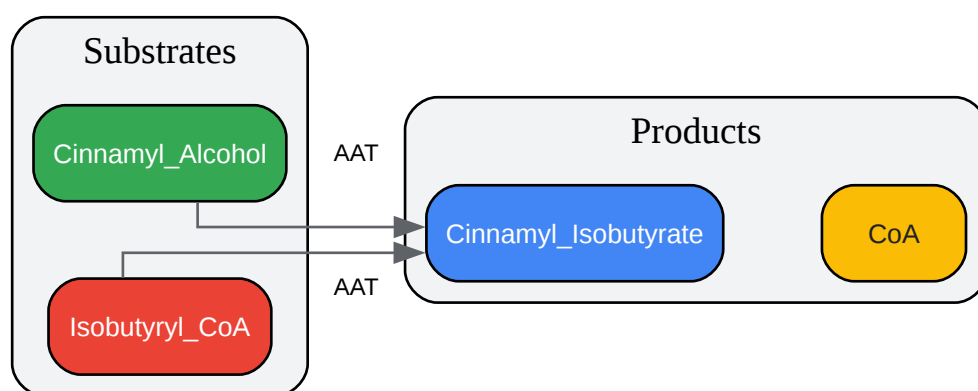 Substrates
Cinnamyl_Alcohol
Isobutyryl_CoA
AAT
AAT
Products
Cinnamyl_Isobutyrate
CoA